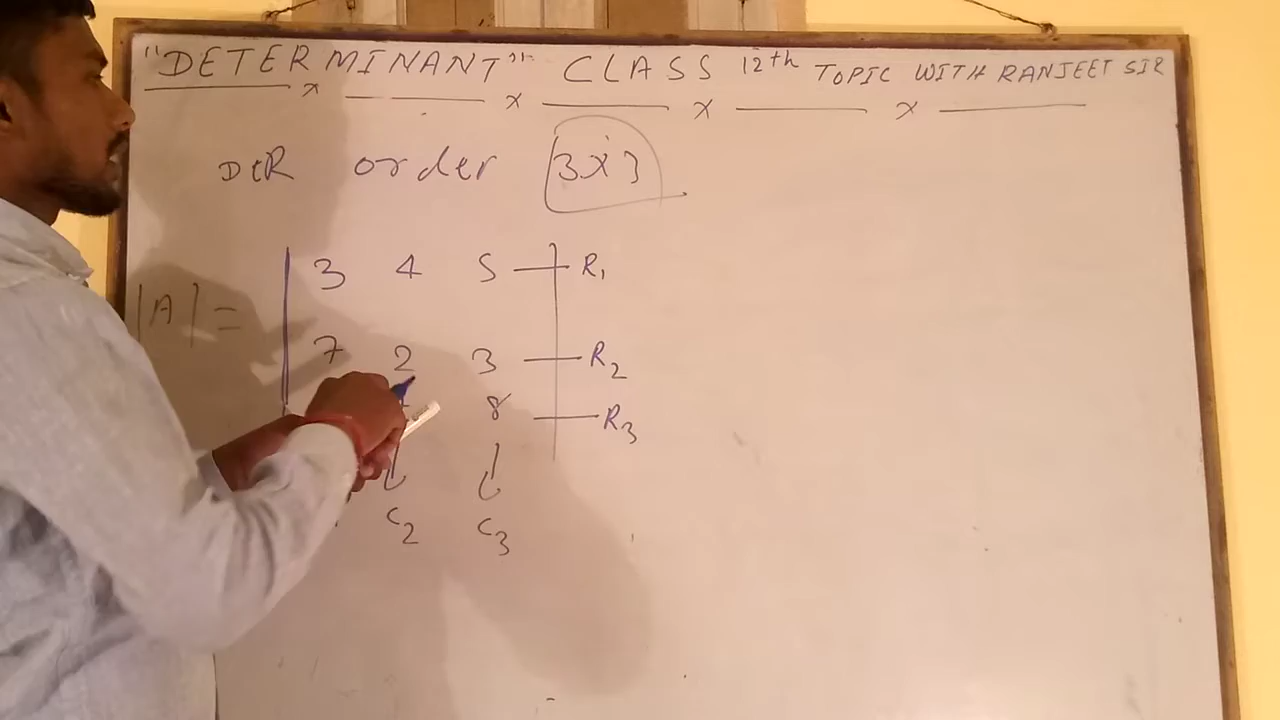 "DETERMINANT" CLASS 12th TOPIC WITH RANJEET SIR
x x x x
DER order 3x3
|A| = | 3 4 5 | R1
7 2 3 R2
8 R3
C2 C3